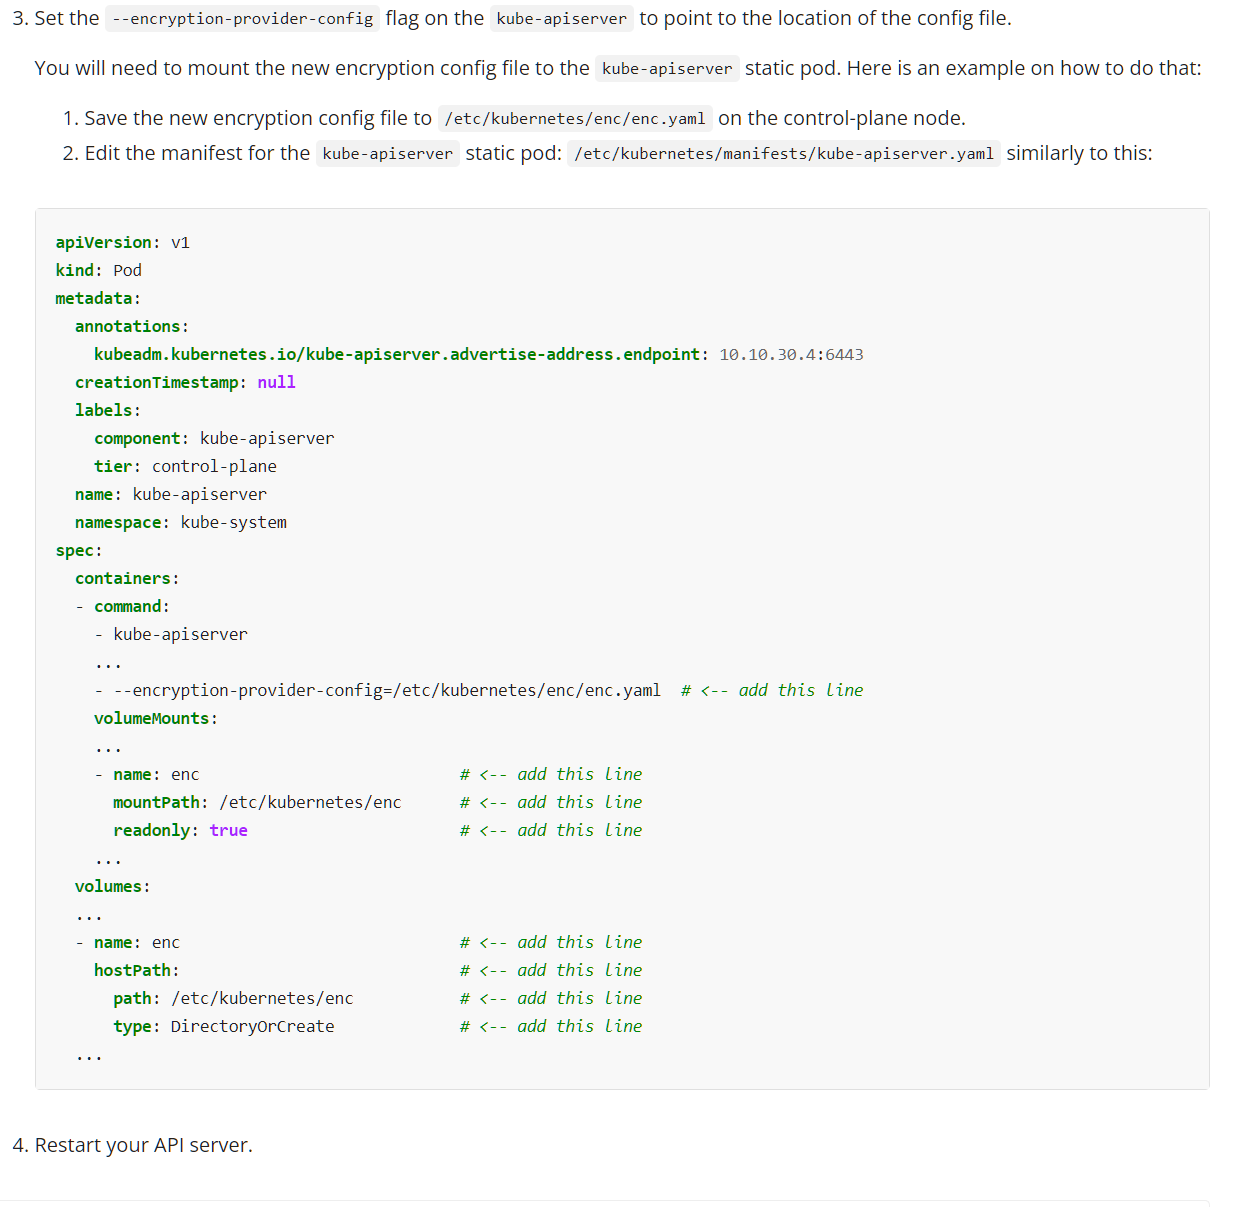 3. Set the --encryption-provider-config flag on the kube-apiserver to point to the location of the config file.
You will need to mount the new encryption config file to the kube-apiserver static pod. Here is an example on how to do that:
1. Save the new encryption config file to /etc/kubernetes/enc/enc.yaml on the control-plane node.
2. Edit the manifest for the kube-apiserver static pod: /etc/kubernetes/manifests/kube-apiserver.yaml similarly to this:
apiVersion: v1
kind: Pod
metadata:
  annotations:
    kubeadm.kubernetes.io/kube-apiserver.advertise-address.endpoint: 10.10.30.4:6443
  creationTimestamp: null
  labels:
    component: kube-apiserver
    tier: control-plane
  name: kube-apiserver
  namespace: kube-system
spec:
  containers:
  - command:
    - kube-apiserver
    ...
    - --encryption-provider-config=/etc/kubernetes/enc/enc.yaml  # <-- add this line
    volumeMounts:
    ...
    - name: enc                           # <-- add this line
      mountPath: /etc/kubernetes/enc      # <-- add this line
      readonly: true                      # <-- add this line
    ...
  volumes:
  ...
  - name: enc                             # <-- add this line
    hostPath:                             # <-- add this line
      path: /etc/kubernetes/enc           # <-- add this line
      type: DirectoryOrCreate             # <-- add this line
  ...
4. Restart your API server.